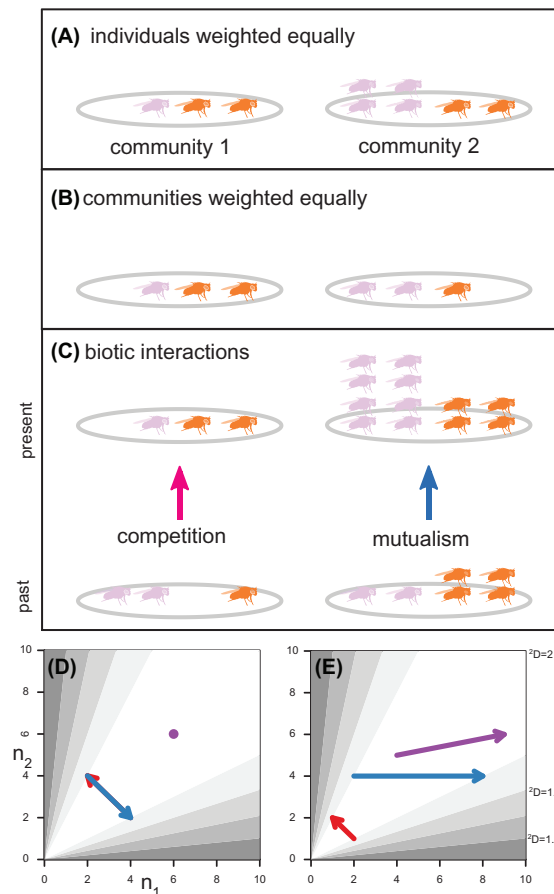 (A) individuals weighted equally
community 1
community 2
(B) communities weighted equally
(C) biotic interactions
present
competition
mutualism
past
(D)
10
8
6
4
2
0
n2
0 2 4 6 8 10
n1
(E)
10
8
6
4
2
0
0 2 4 6 8 10
²D=2
²D=1.
²D=1.